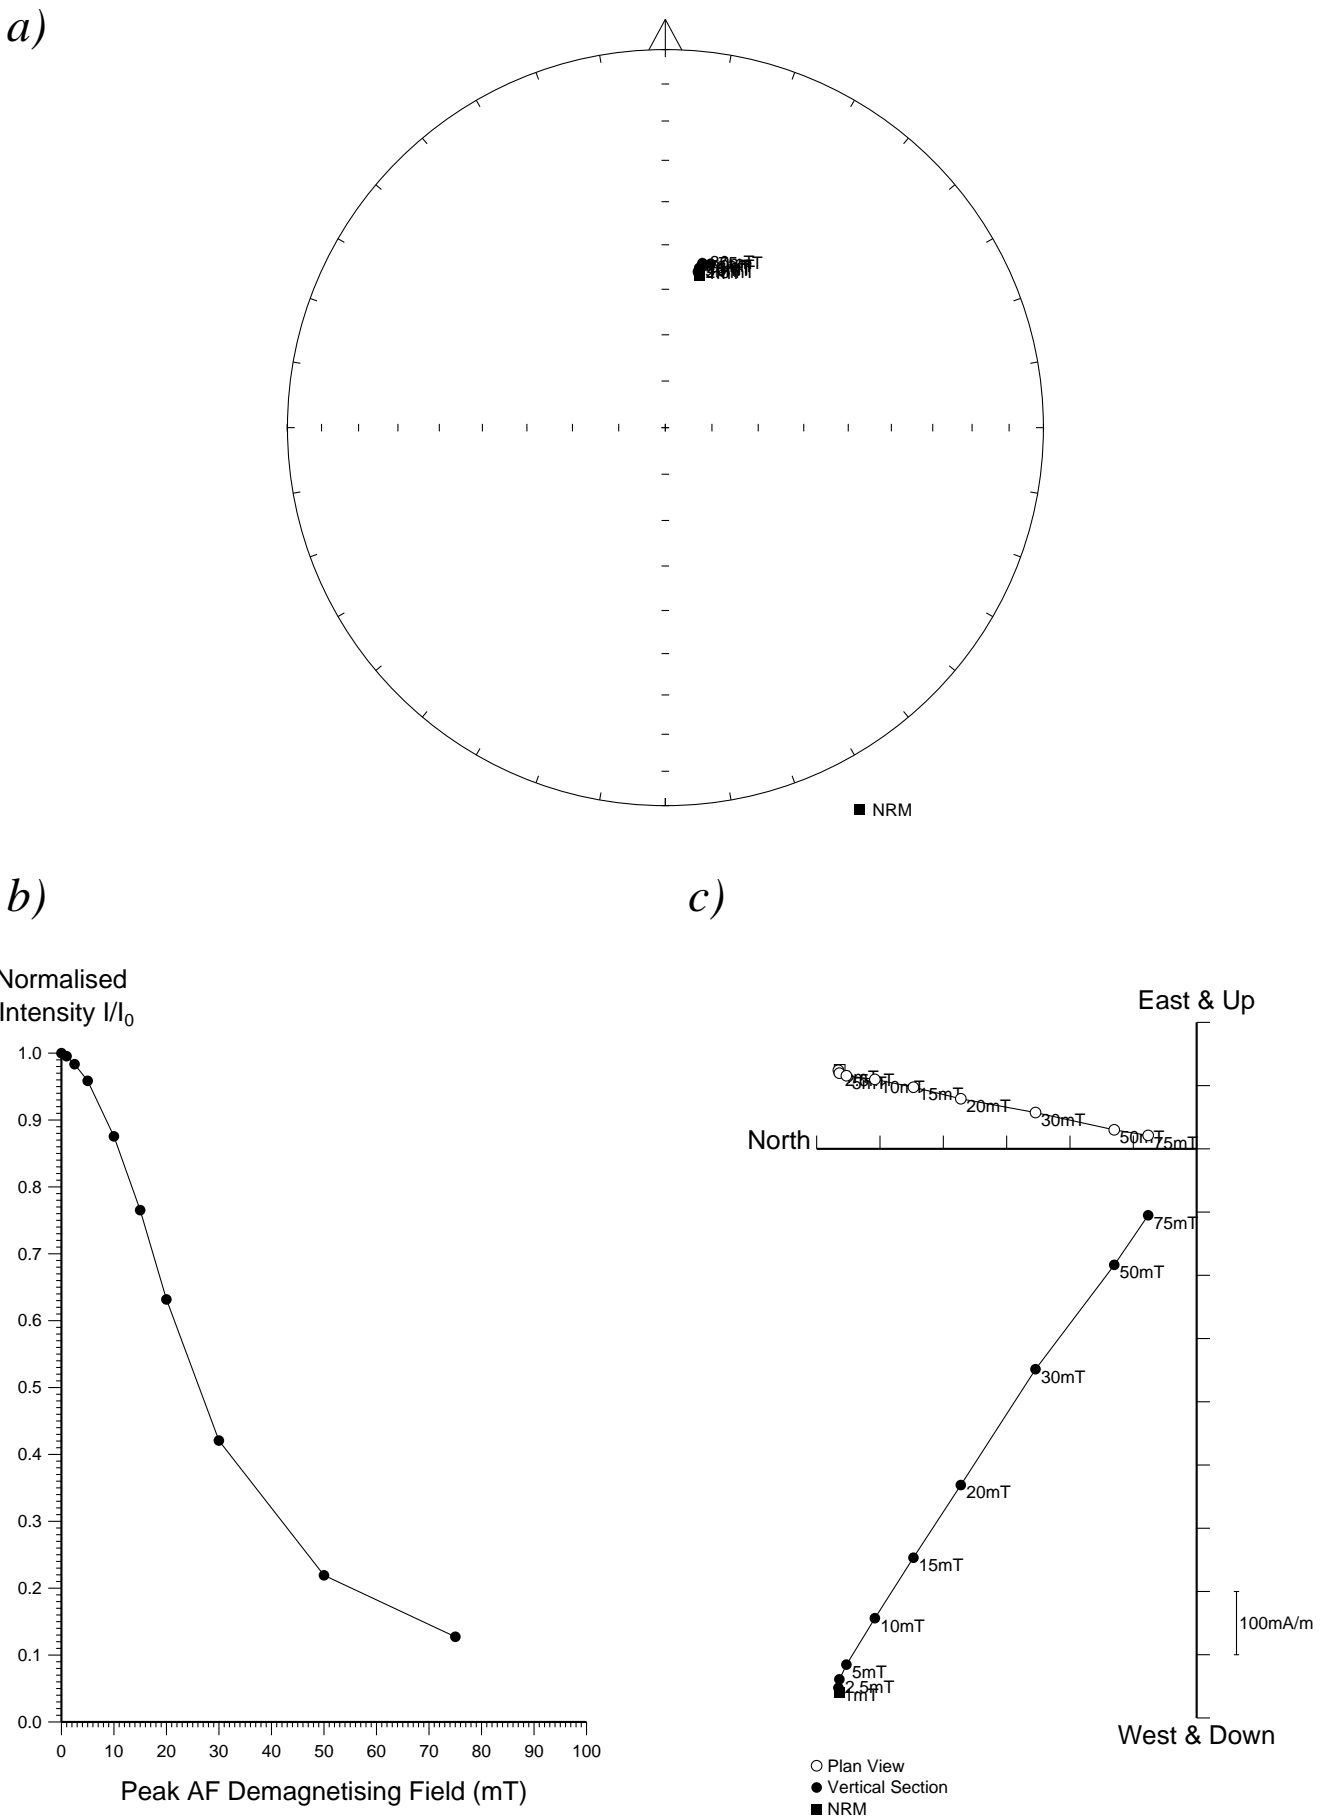 a)
NRM
b)
c)
Normalised
Intensity I/I0
1.0
0.9
0.8
0.7
0.6
0.5
0.4
0.3
0.2
0.1
0.0
0 10 20 30 40 50 60 70 80 90 100
Peak AF Demagnetising Field (mT)
East & Up
10mT
15mT
20mT
30mT
50mT
75mT
North
75mT
50mT
30mT
20mT
15mT
10mT
5mT
2.5mT
1mT
100mA/m
West & Down
Plan View
Vertical Section
NRM